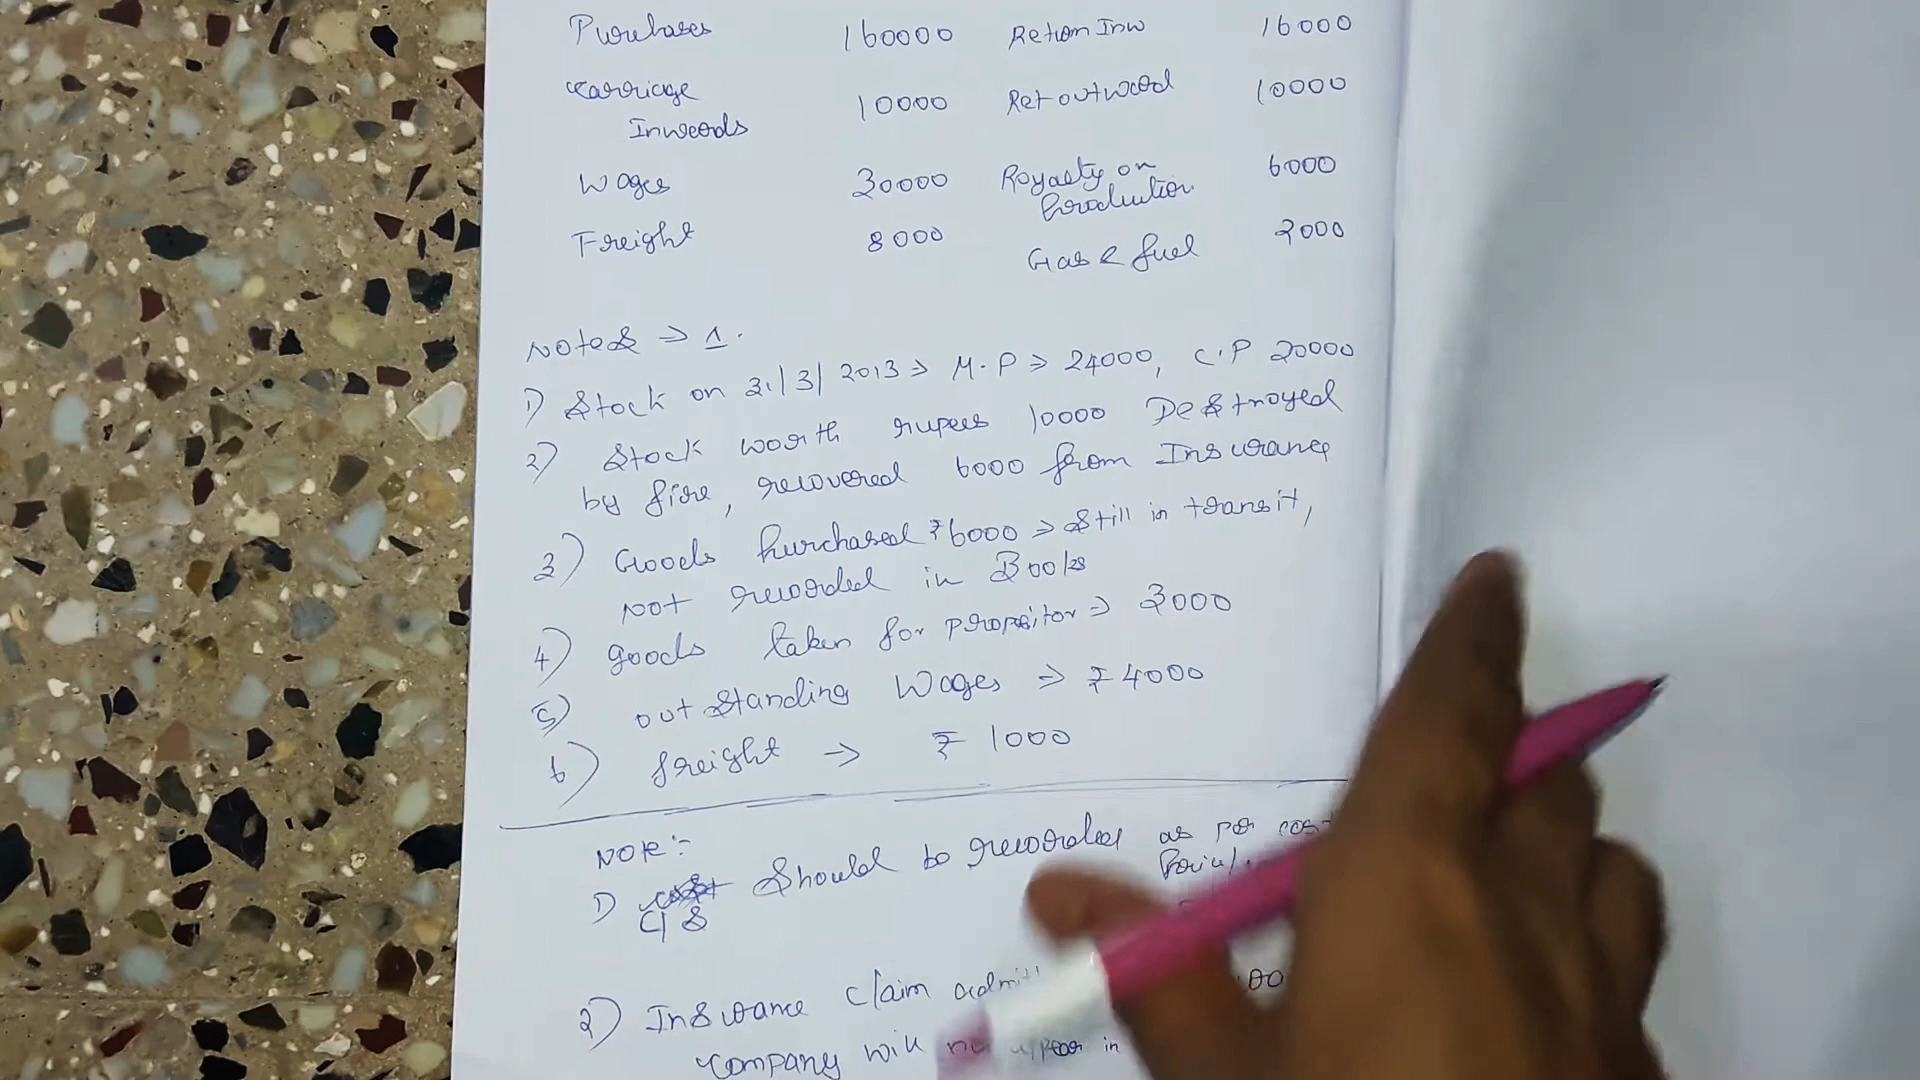 Purchases 160000 Return Inw 16000
Carriage Inwards 10000 Ret outward 10000
Wages 30000 Royalty on Production 6000
Freight 8000 Gas & fuel 2000
Notes ⇒ 1.
1) Stock on 31/3/2013 ⇒ M.P ⇒ 24000, C.P 20000
2) Stock worth rupees 10000 Destroyed
by fire, recovered 6000 from Insurance
3) Goods Purchased ₹6000 ⇒ Still in transit,
Not recorded in Books
4) goods taken for propritor ⇒ 3000
5) outstanding Wages ⇒ ₹4000
6) freight → ₹ 1000
Note:-
1) C/S Should be recorded as per cost
2) Insurance claim
company will appear in